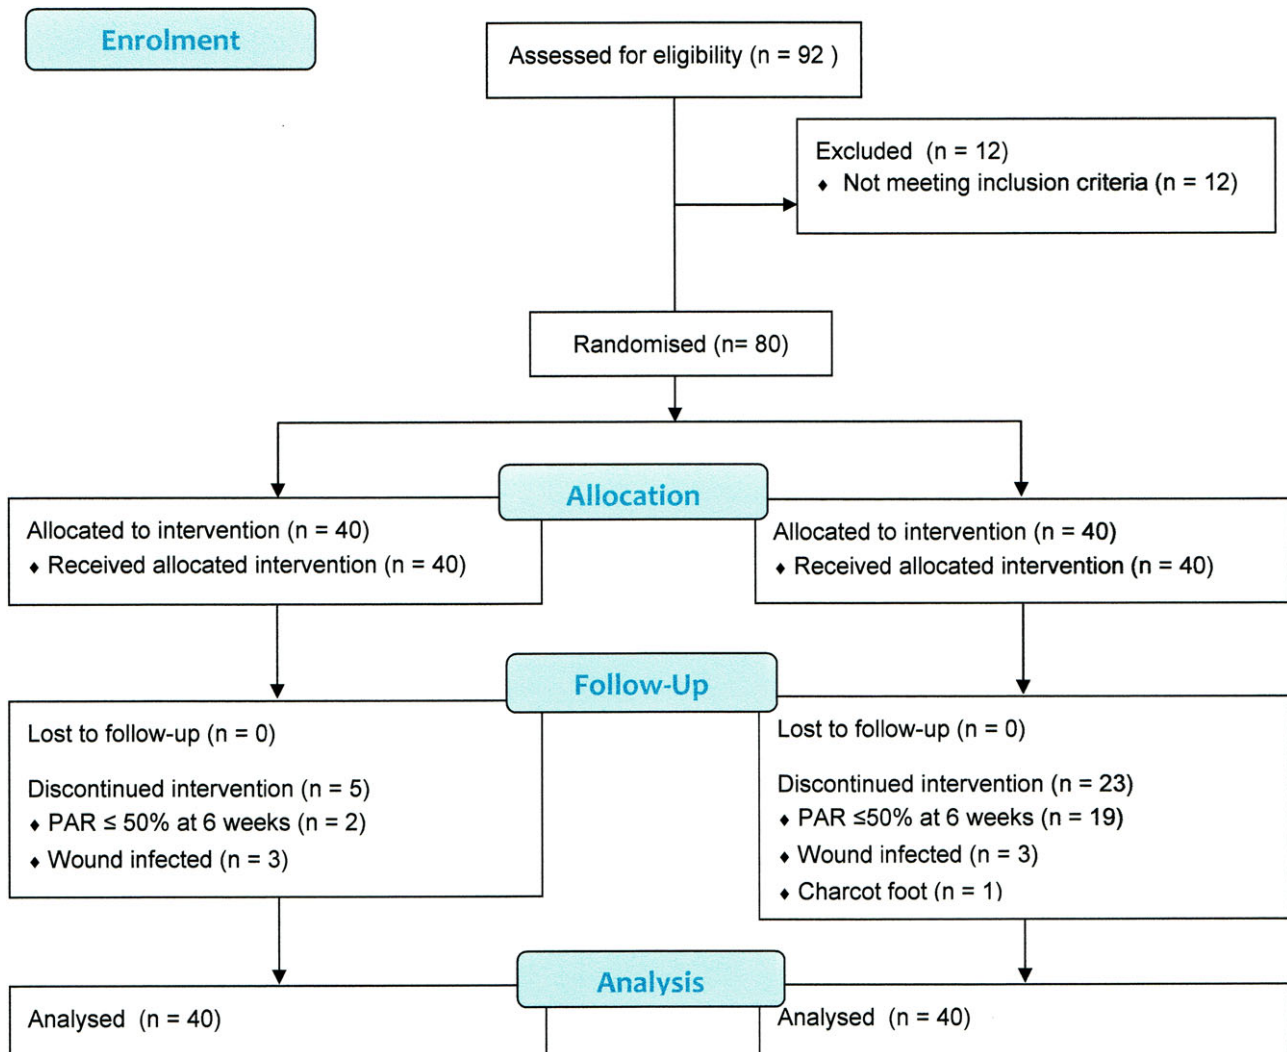 Enrolment
Assessed for eligibility (n = 92 )
Excluded (n = 12)
♦ Not meeting inclusion criteria (n = 12)
Randomised (n= 80)
Allocation
Allocated to intervention (n = 40)
♦ Received allocated intervention (n = 40)
Allocated to intervention (n = 40)
♦ Received allocated intervention (n = 40)
Follow-Up
Lost to follow-up (n = 0)
Discontinued intervention (n = 5)
♦ PAR ≤ 50% at 6 weeks (n = 2)
♦ Wound infected (n = 3)
Lost to follow-up (n = 0)
Discontinued intervention (n = 23)
♦ PAR ≤50% at 6 weeks (n = 19)
♦ Wound infected (n = 3)
♦ Charcot foot (n = 1)
Analysis
Analysed (n = 40)
Analysed (n = 40)